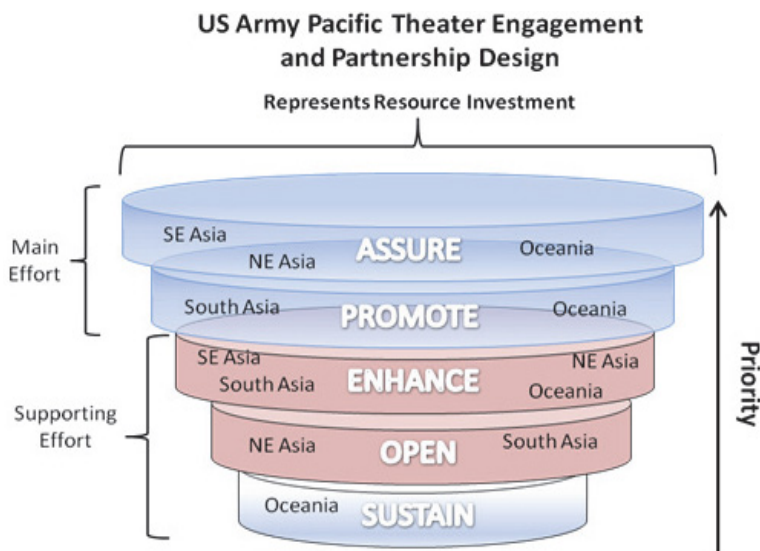 US Army Pacific Theater Engagement
and Partnership Design
Represents Resource Investment
Main
Effort
SE Asia
NE Asia
ASSURE
Oceania
South Asia
PROMOTE
Oceania
Supporting
Effort
SE Asia
South Asia
ENHANCE
NE Asia
Oceania
NE Asia
OPEN
South Asia
Oceania
SUSTAIN
Priority